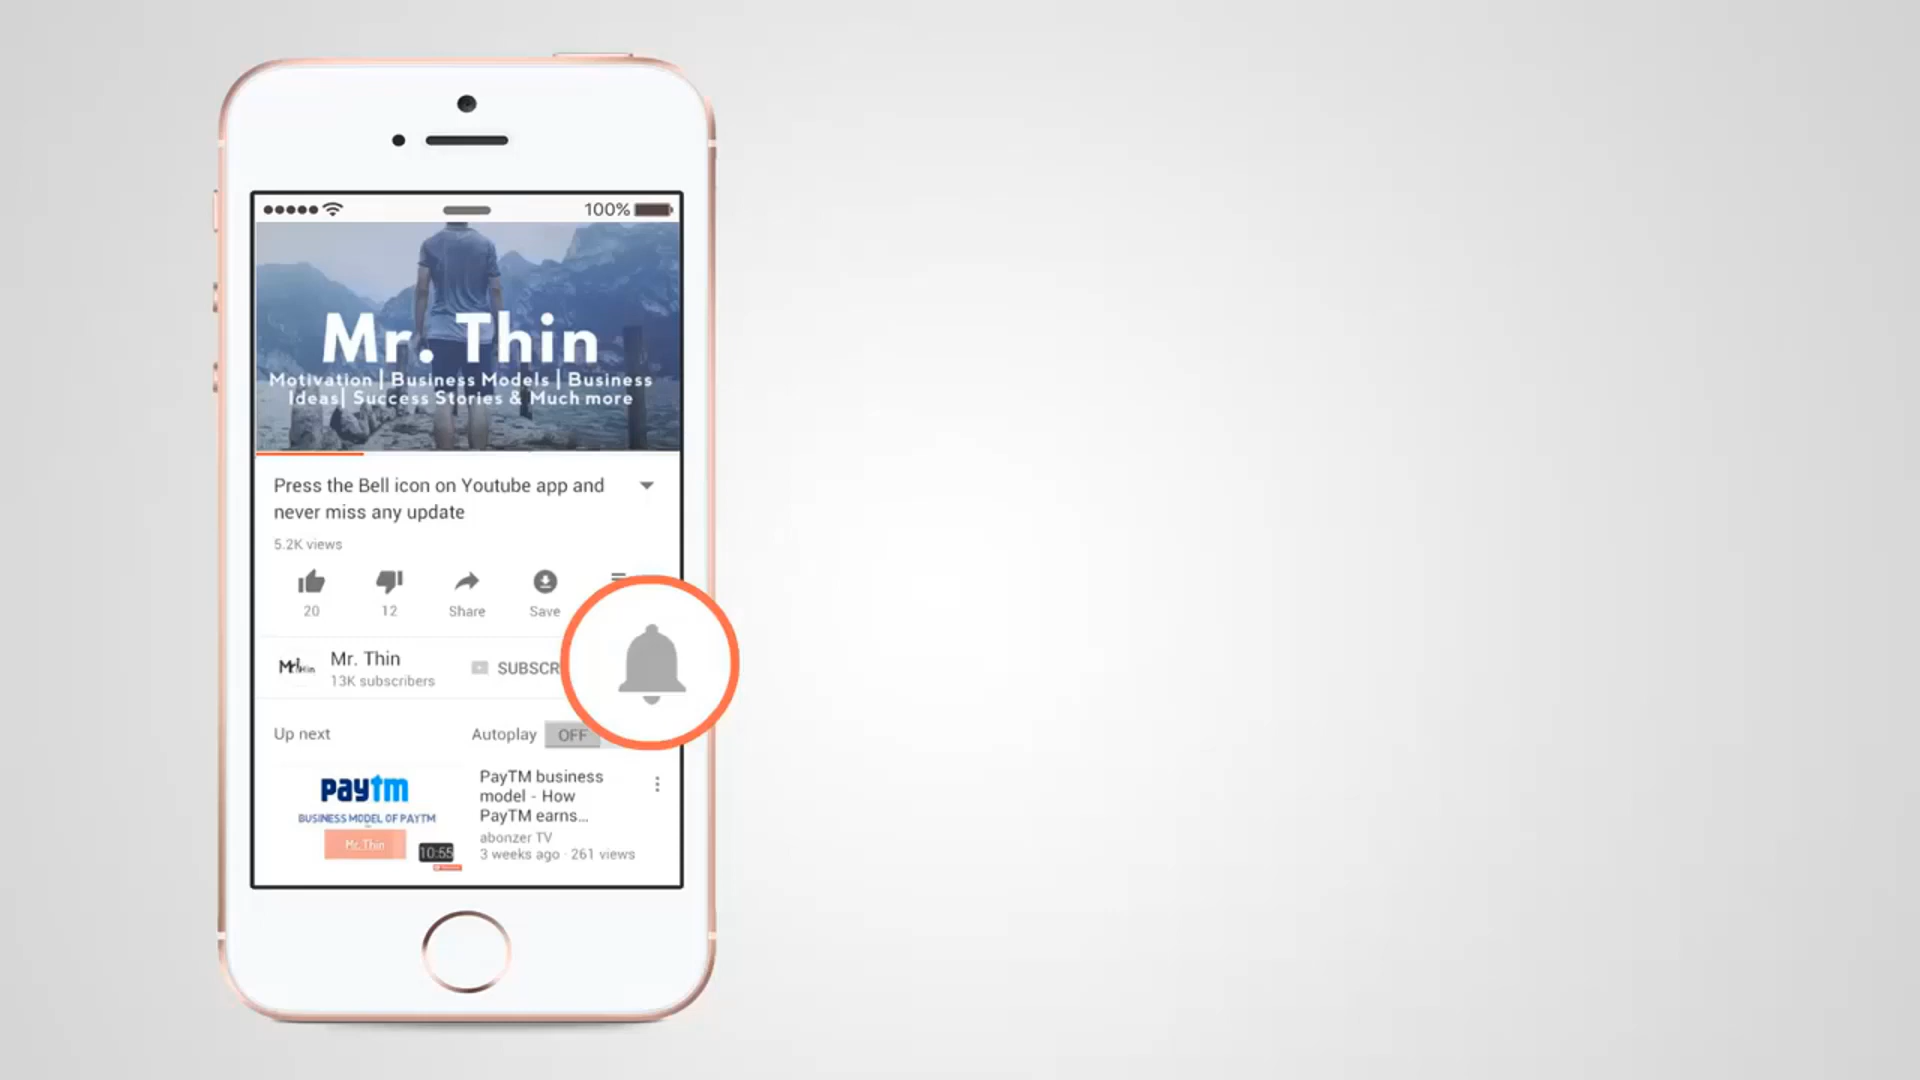 100%
Mr. Thin
Motivation | Business Models | Business
Ideas| Success Stories & Much more
Press the Bell icon on Youtube app and
never miss any update
5.2K views
20 12 Share Save
Mr. Thin
13K subscribers
SUBSCR
Up next Autoplay OFF
paytm
BUSINESS MODEL OF PAYTM
Mr. Thin
10:55
PayTM business
model - How
PayTM earns...
abonzer TV
3 weeks ago · 261 views